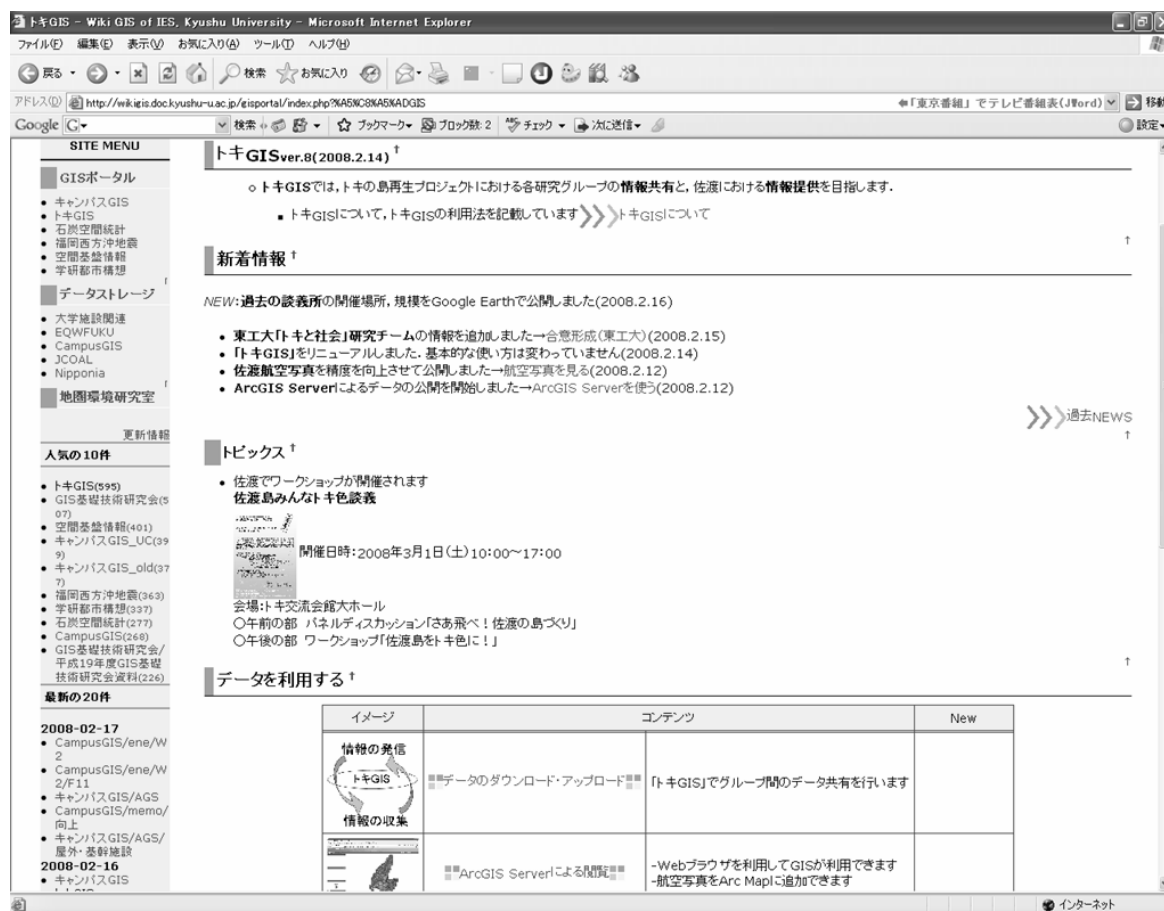 トキGIS - Wiki GIS of IES, Kyushu University - Microsoft Internet Explorer
ファイル(F) 編集(E) 表示(V) お気に入り(A) ツール(T) ヘルプ(H)
戻る 検索 お気に入り
アドレス(D) http://wikigis.doc.kyushu-u.ac.jp/gisportal/index.php?%A5%C8%A5%ADGIS 「東京番組」でテレビ番組表(JWord) 移動
Google G 検索 ブックマーク ブロック数: 2 チェック 次に送信 設定
SITE MENU
GISポータル
キャンパスGIS
トキGIS
石炭空間統計
福岡西方沖地震
空間基盤情報
学研都市構想
†
データストレージ
大学施設関連
EQWFUKU
CampusGIS
JCOAL
Nipponia
†
地圏環境研究室
更新情報
人気の10件
トキGIS(595)
GIS基礎技術研究会(5
07)
空間基盤情報(401)
キャンパスGIS_UC(39
9)
キャンパスGIS_old(37
7)
福岡西方沖地震(363)
学研都市構想(337)
石炭空間統計(277)
CampusGIS(268)
GIS基礎技術研究会/
平成19年度GIS基礎
技術研究会資料(226)
最新の20件
2008-02-17
CampusGIS/ene/W
2
CampusGIS/ene/W
2/F11
キャンパスGIS/AGS
CampusGIS/memo/
向上
キャンパスGIS/AGS/
屋外・基幹施設
2008-02-16
キャンパスGIS
トキGISver.8(2008.2.14) †
トキGISでは,トキの島再生プロジェクトにおける各研究グループの情報共有と,佐渡における情報提供を目指します.
トキGISについて,トキGISの利用法を記載しています 》》トキGISについて
†
新着情報 †
NEW:過去の談義所の開催場所,規模をGoogle Earthで公開しました(2008.2.16)
東工大「トキと社会」研究チームの情報を追加しました→合意形成(東工大)(2008.2.15)
「トキGIS」をリニューアルしました.基本的な使い方は変わっていません(2008.2.14)
佐渡航空写真を精度を向上させて公開しました→航空写真を見る(2008.2.12)
ArcGIS Serverによるデータの公開を開始しました→ArcGIS Serverを使う(2008.2.12)
過去NEWS
†
トピックス †
佐渡でワークショップが開催されます
佐渡島みんなトキ色談義
開催日時:2008年3月1日(土)10:00~17:00
会場:トキ交流会館大ホール
○午前の部 パネルディスカッション「さあ飛べ!佐渡の島づくり」
○午後の部 ワークショップ「佐渡島をトキ色に!」
†
データを利用する †
イメージ コンテンツ New
情報の発信
トキGIS
情報の収集
データのダウンロード・アップロード 「トキGIS」でグループ間のデータ共有を行います
ArcGIS Serverによる閲覧
-Webブラウザを利用してGISが利用できます
-航空写真をArc Mapに追加できます
インターネット